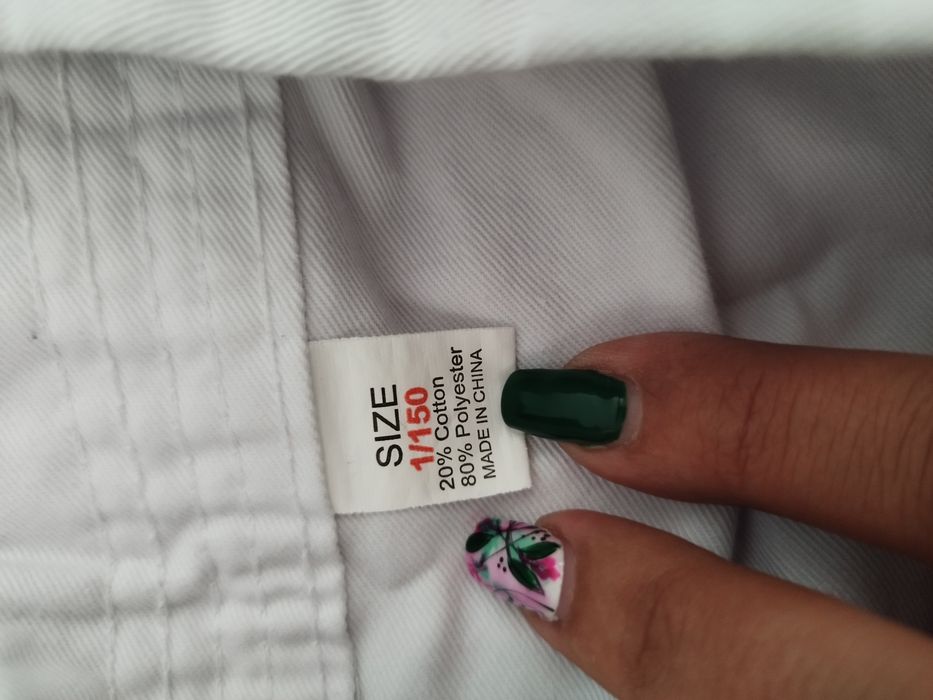 SIZE
1/150
20% Cotton
80% Polyester
MADE IN CHINA